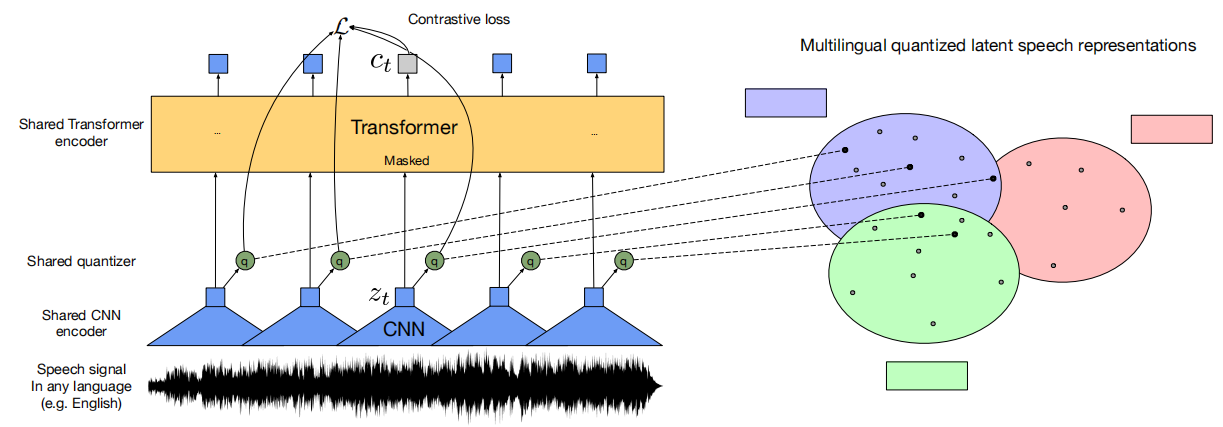 Contrastive loss
ℒ
Multilingual quantized latent speech representations
c_t
Shared Transformer
encoder
...
Transformer
...
Masked
Shared quantizer
q
q
q
q
q
z_t
Shared CNN
encoder
CNN
Speech signal
In any language
(e.g. English)